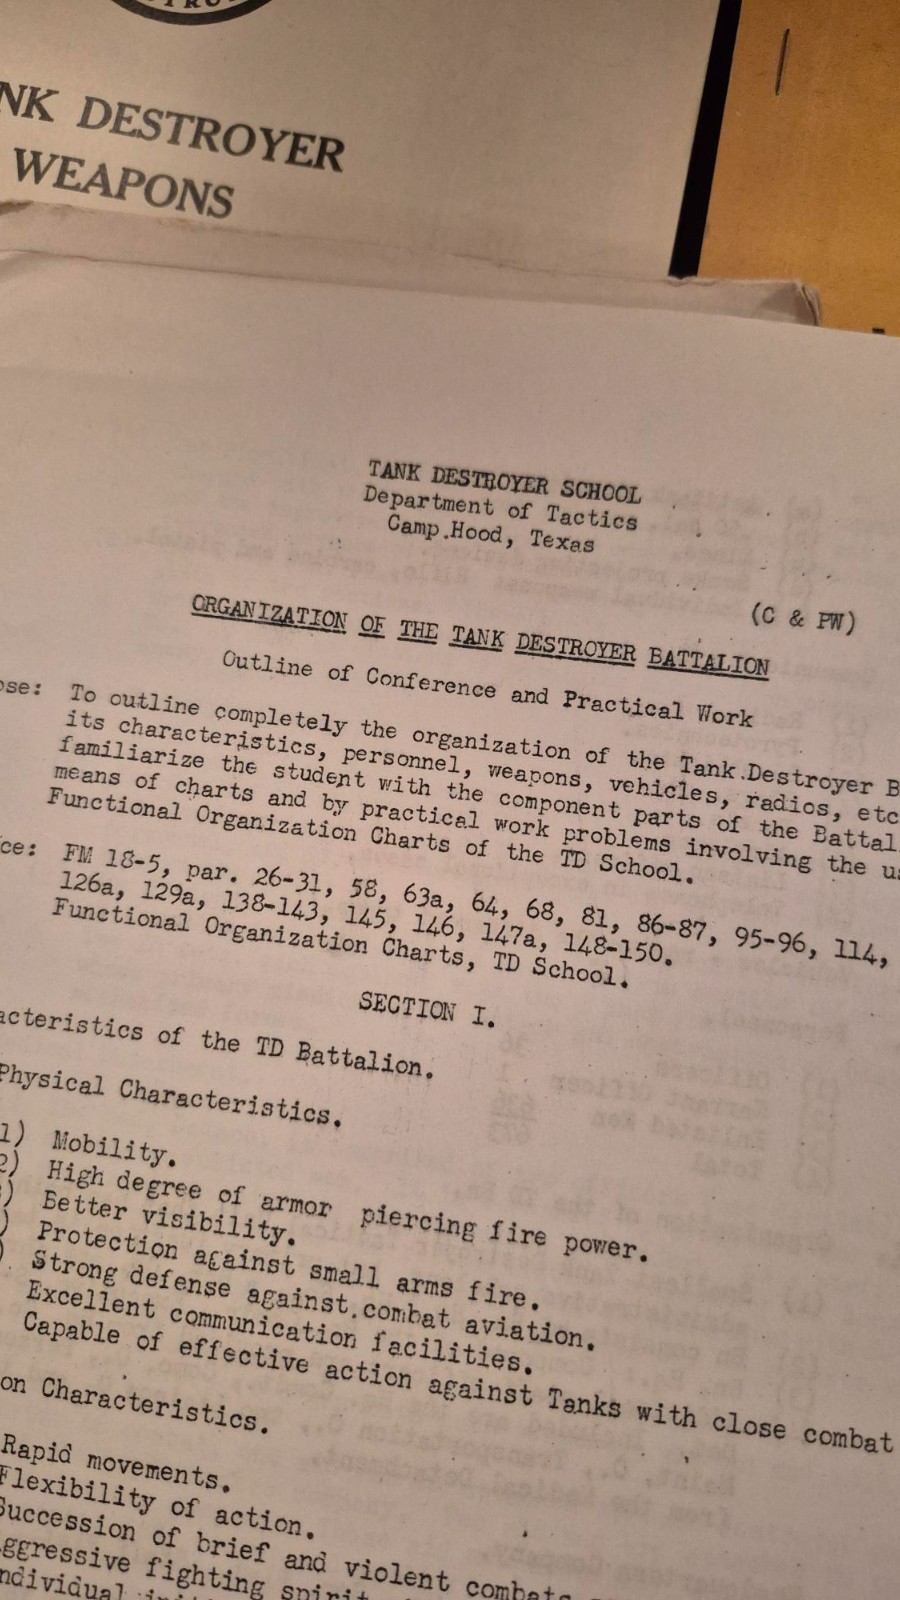 NK DESTROYER
WEAPONS
TANK DESTROYER SCHOOL
Department of Tactics
Camp Hood, Texas
(C & PW)
ORGANIZATION OF THE TANK DESTROYER BATTALION
Outline of Conference and Practical Work
ose: To outline completely the organization of the Tank Destroyer B
its characteristics, personnel, weapons, vehicles, radios, etc
familiarize the student with the component parts of the Battal
means of charts and by practical work problems involving the u
Functional Organization Charts of the TD School.
ce: FM 18-5, par. 26-31, 58, 63a, 64, 68, 81, 86-87, 95-96, 114,
126a, 129a, 138-143, 145, 146, 147a, 148-150.
Functional Organization Charts, TD School.
SECTION I.
acteristics of the TD Battalion.
Physical Characteristics.
1) Mobility.
2) High degree of armor piercing fire power.
) Better visibility.
) Protection against small arms fire.
) Strong defense against combat aviation.
Excellent communication facilities.
Capable of effective action against Tanks with close combat
on Characteristics.
Rapid movements.
Flexibility of action.
Succession of brief and violent combats
ggressive fighting spirit
ndividual